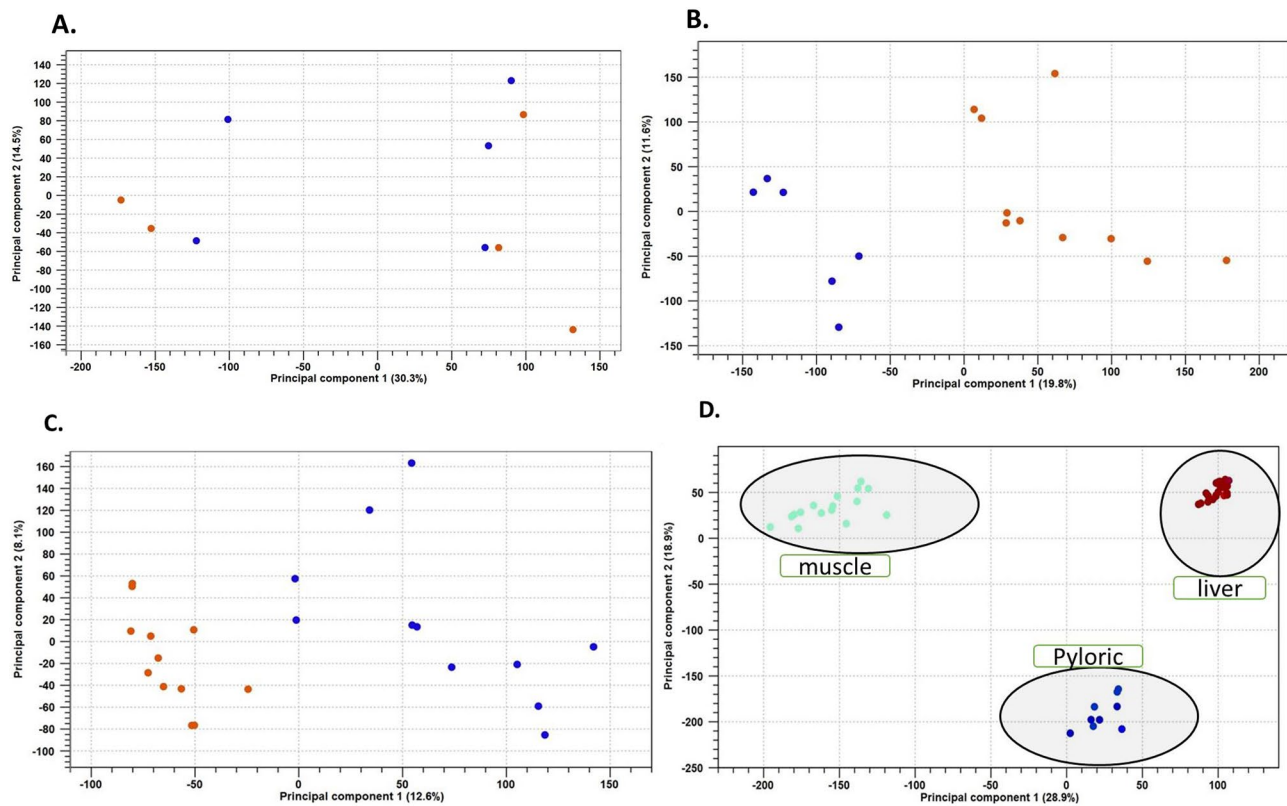 A.
140
120
100
80
60
40
20
0
-20
-40
-60
-80
-100
-120
-140
-160
Principal component 2 (14.5%)
-200 -150 -100 -50 0 50 100 150
Principal component 1 (30.3%)
B.
150
100
50
0
-50
-100
-150
Principal component 2 (11.6%)
-150 -100 -50 0 50 100 150 200
Principal component 1 (19.8%)
C.
160
140
120
100
80
60
40
20
0
-20
-40
-60
-80
-100
Principal component 2 (8.1%)
-100 -50 0 50 100 150
Principal component 1 (12.6%)
D.
50
0
-50
-100
-150
-200
-250
Principal component 2 (18.9%)
muscle
liver
Pyloric
-200 -150 -100 -50 0 50 100
Principal component 1 (28.9%)